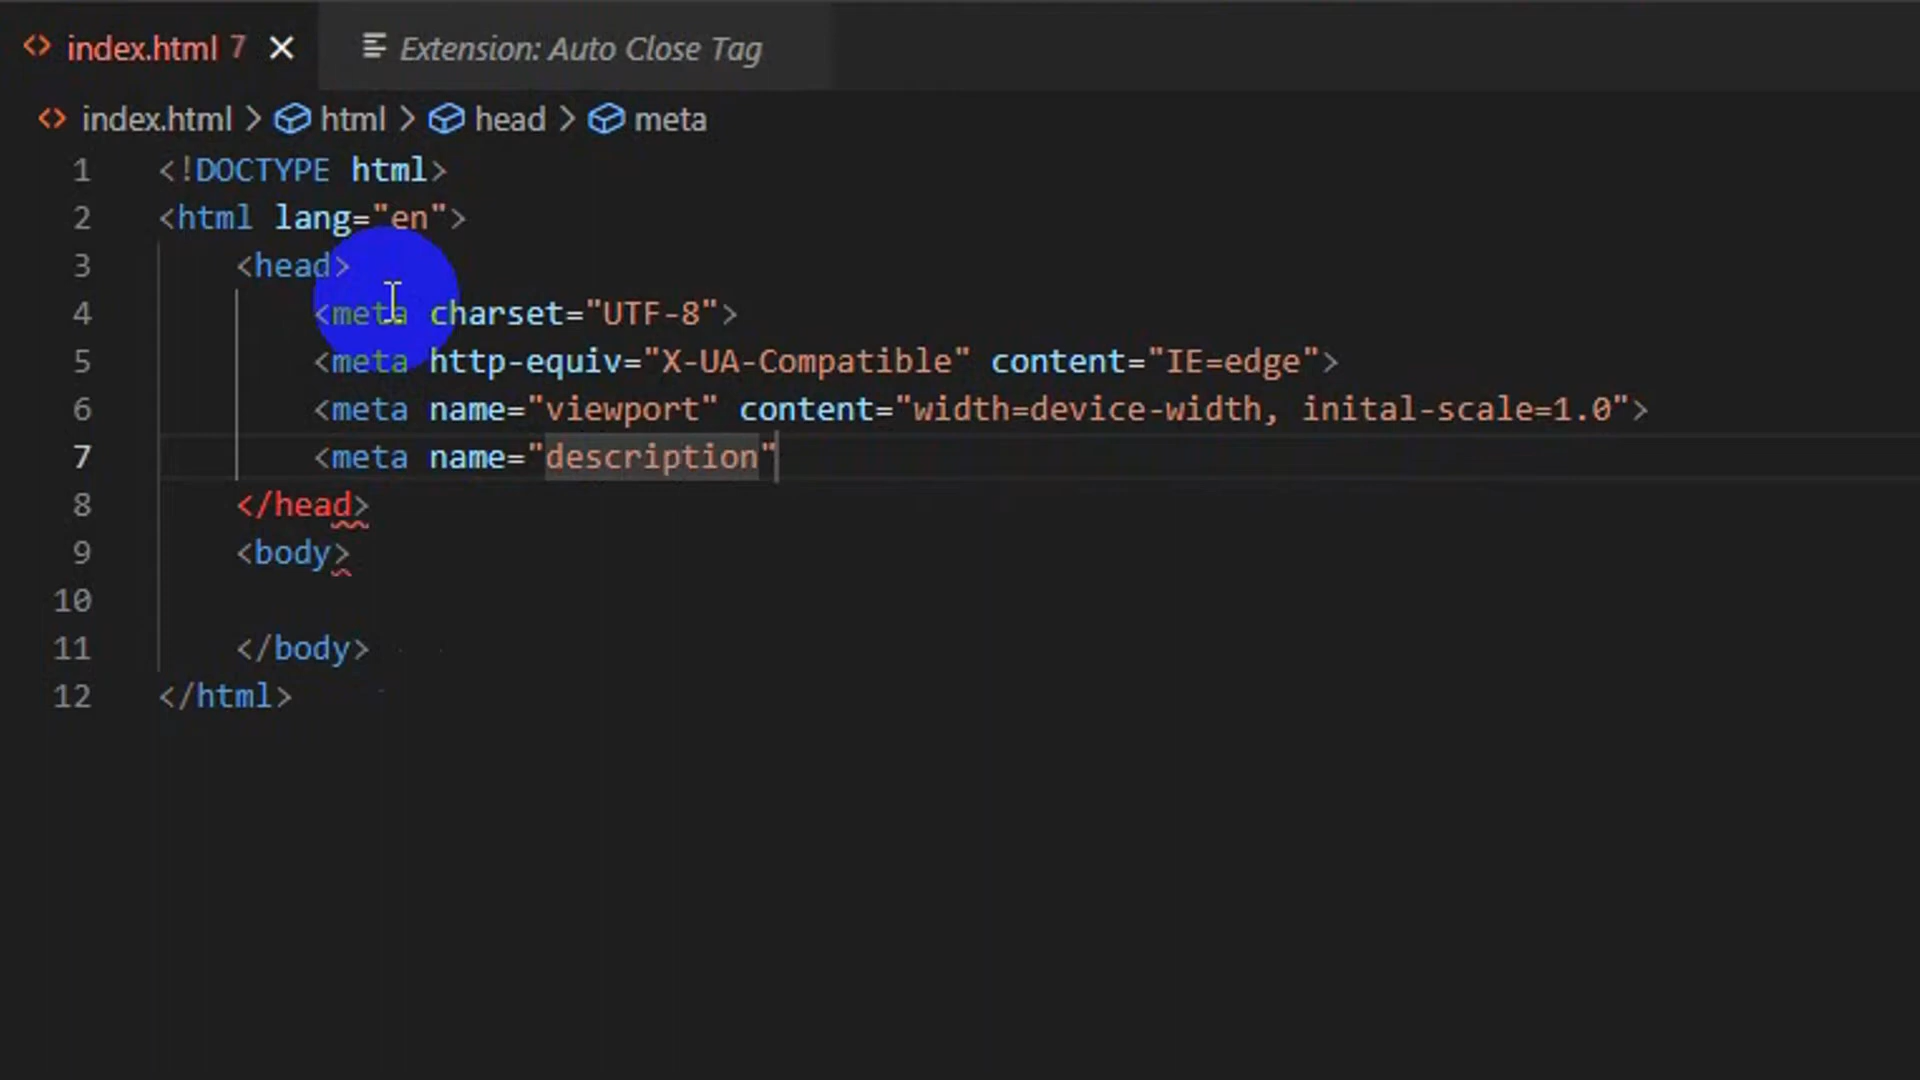 index.html 7 Extension: Auto Close Tag
index.html > html > head > meta
1 <!DOCTYPE html>
2 <html lang="en">
3 <head>
4 <meta charset="UTF-8">
5 <meta http-equiv="X-UA-Compatible" content="IE=edge">
6 <meta name="viewport" content="width=device-width, inital-scale=1.0">
7 <meta name="description"
8 </head>
9 <body>
10
11 </body>
12 </html>